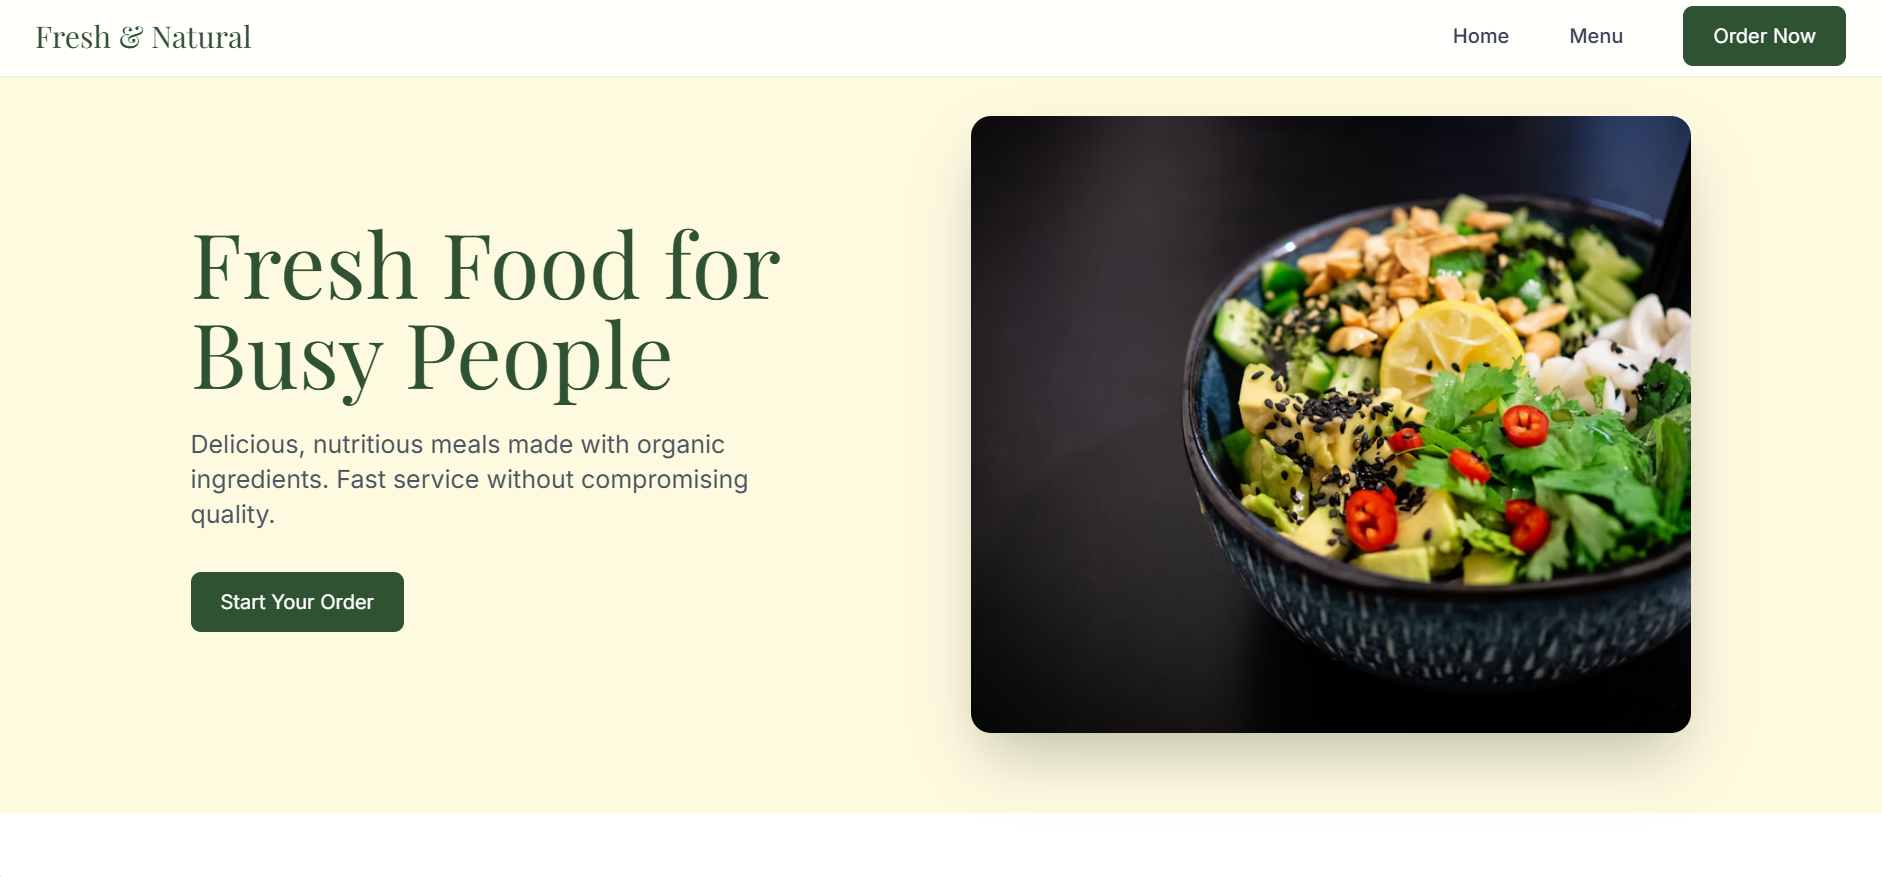 Fresh & Natural
Home
Menu
Order Now
Fresh Food for
Busy People
Delicious, nutritious meals made with organic
ingredients. Fast service without compromising
quality.
Start Your Order